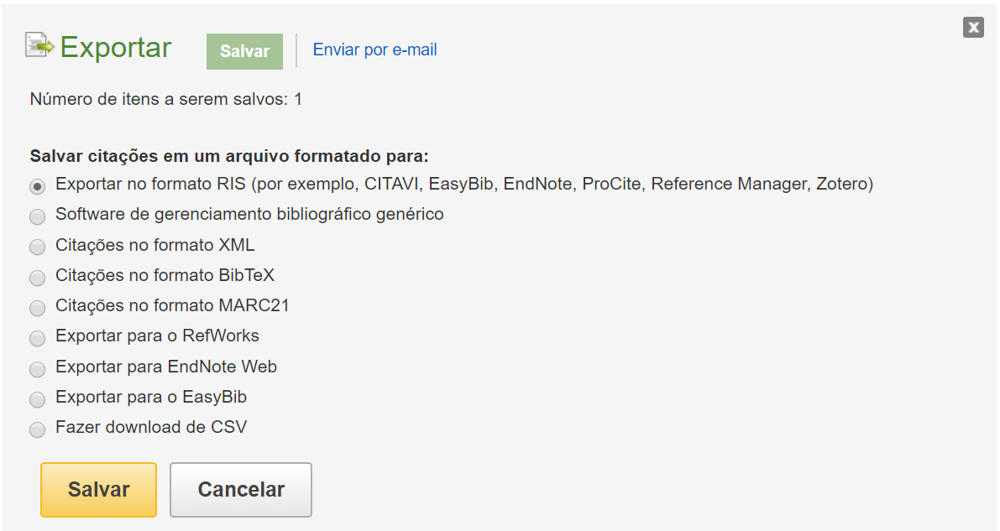 Exportar
Salvar
Enviar por e-mail
X
Número de itens a serem salvos: 1
Salvar citações em um arquivo formatado para:
Exportar no formato RIS (por exemplo, CITAVI, EasyBib, EndNote, ProCite, Reference Manager, Zotero)
Software de gerenciamento bibliográfico genérico
Citações no formato XML
Citações no formato BibTeX
Citações no formato MARC21
Exportar para o RefWorks
Exportar para EndNote Web
Exportar para o EasyBib
Fazer download de CSV
Salvar
Cancelar